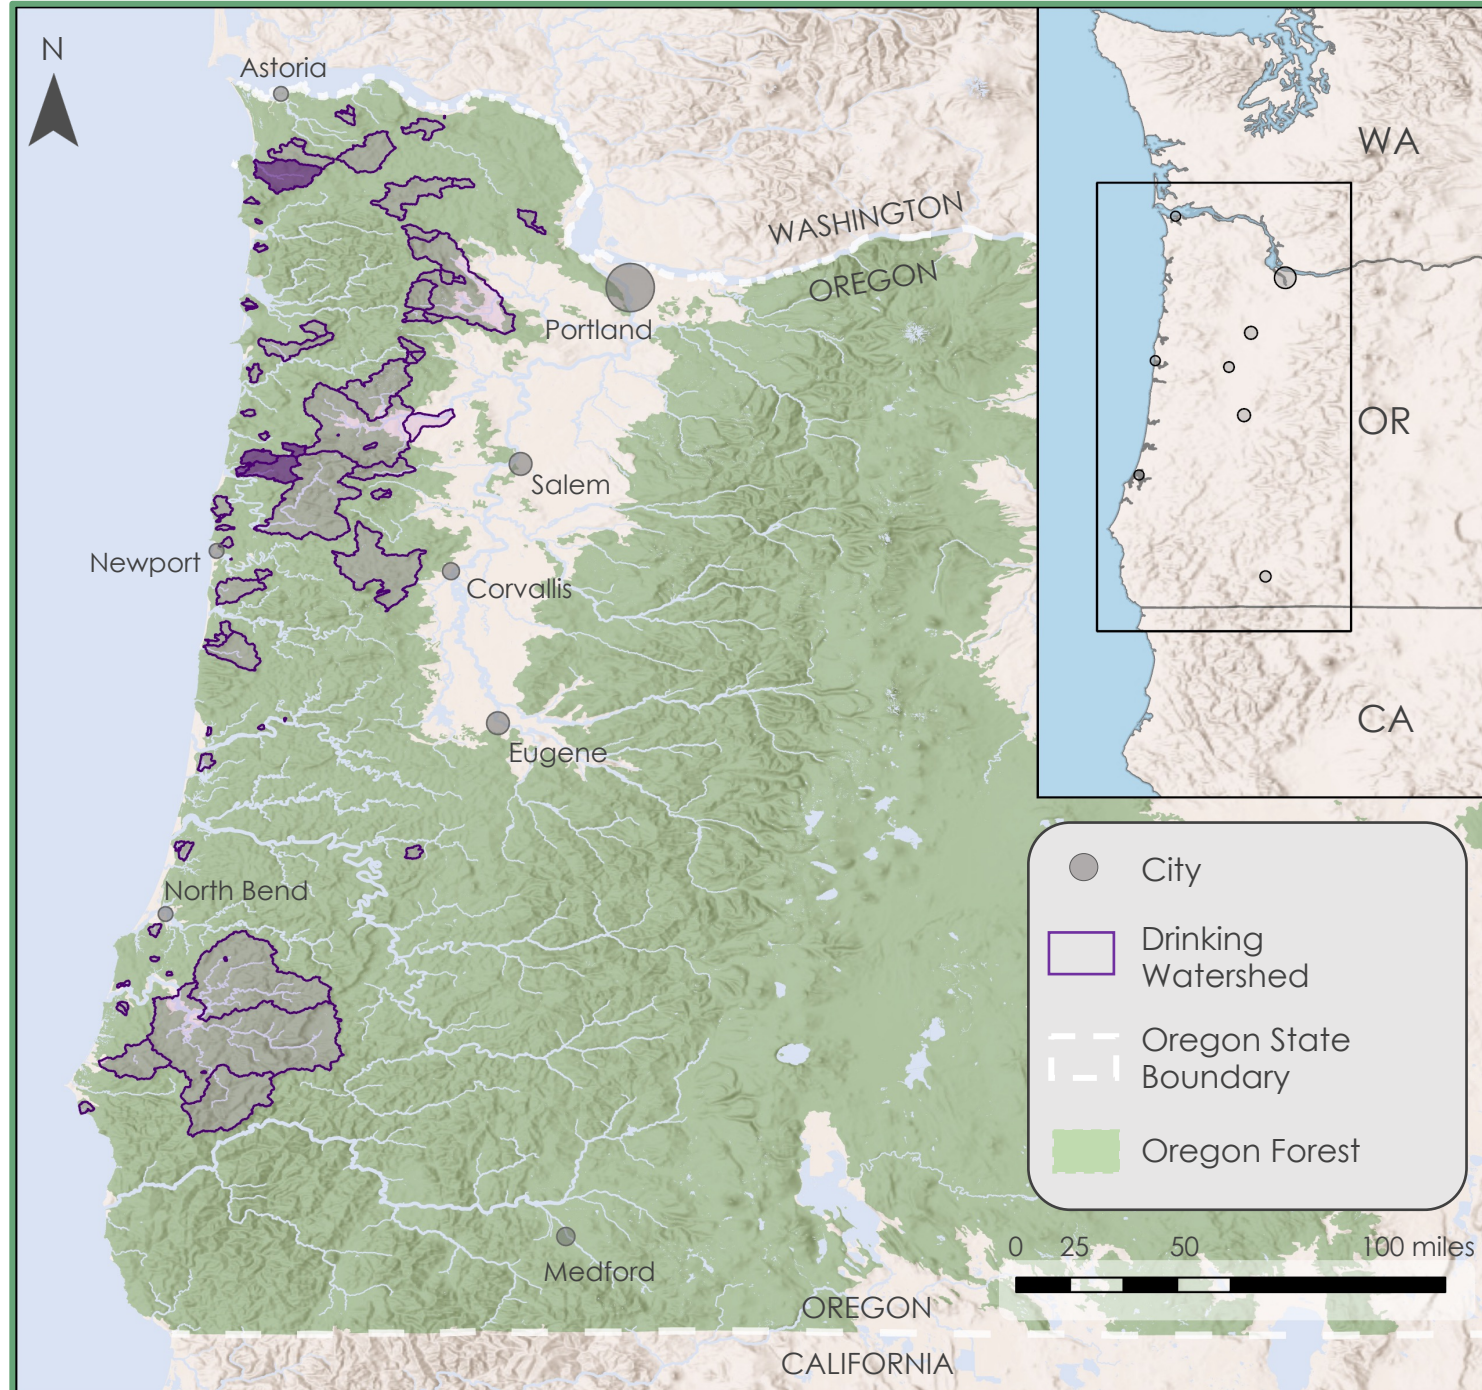 N
Astoria
WA
WASHINGTON
OREGON
Portland
OR
Salem
Newport
Corvallis
CA
Eugene
City
North Bend
Drinking
Watershed
Oregon State
Boundary
Oregon Forest
0 25 50 100 miles
Medford
OREGON
CALIFORNIA